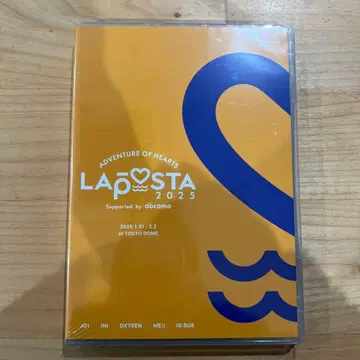 ADVENTURE OF HEARTS
LAPOSTA
2025
Supported by docomo
2025.1.31 - 2.2
at TOKYO DOME
JO1 INI DXTEEN ME:I IS:SUE